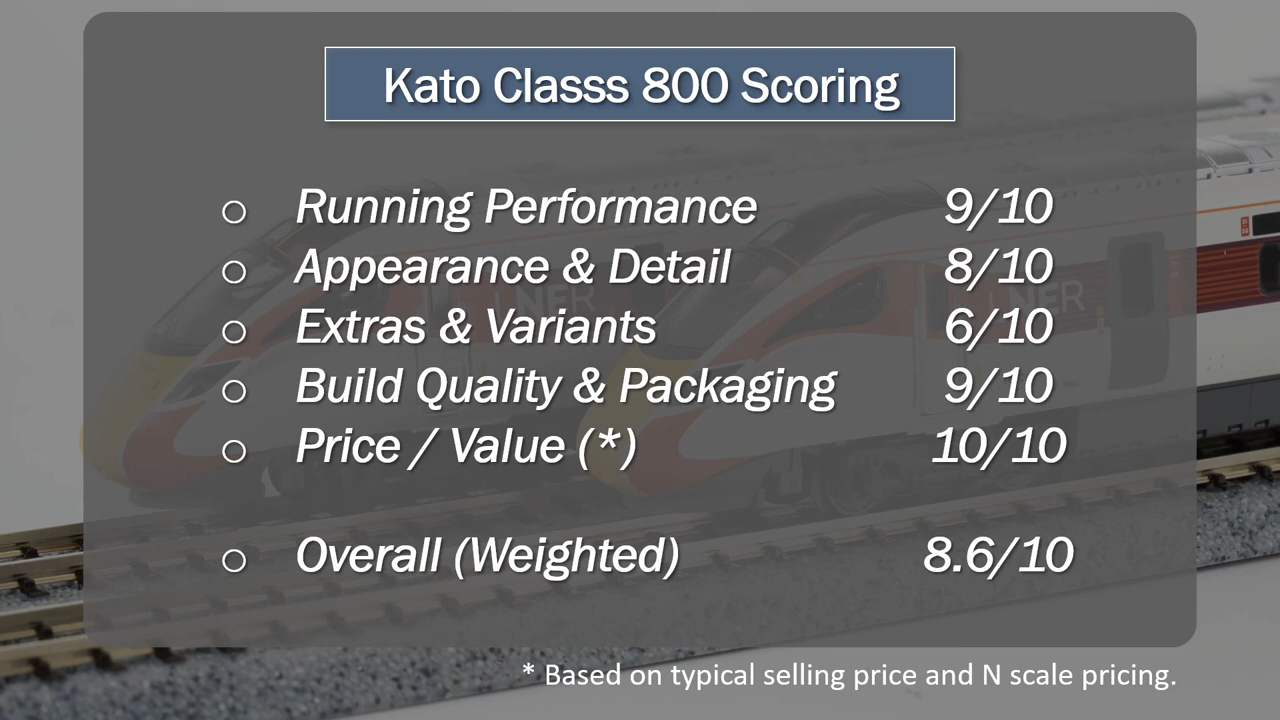 Kato Classs 800 Scoring
o Running Performance 9/10
o Appearance & Detail 8/10
o Extras & Variants 6/10
o Build Quality & Packaging 9/10
o Price / Value (*) 10/10
o Overall (Weighted) 8.6/10
LNER LNER
* Based on typical selling price and N scale pricing.